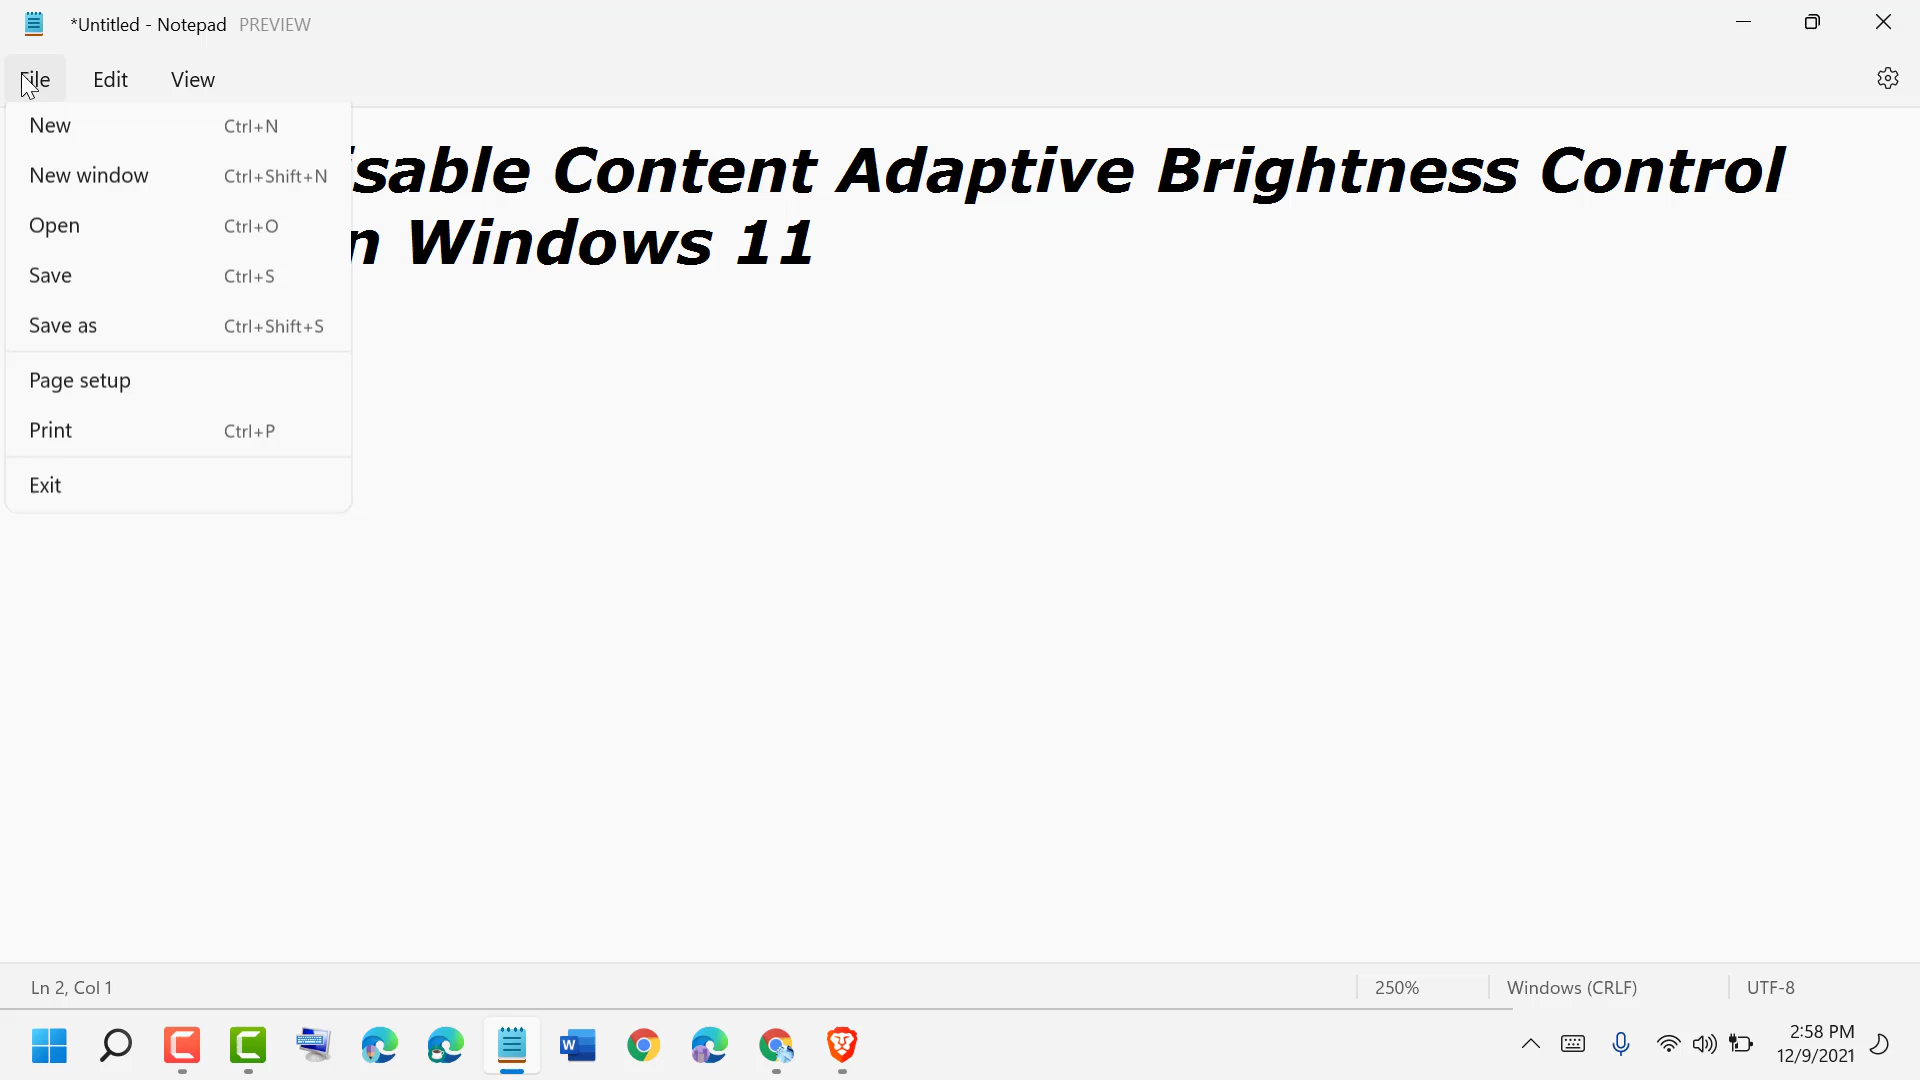 *Untitled - Notepad PREVIEW
File Edit View
New Ctrl+N
New window Ctrl+Shift+N
Open Ctrl+O
Save Ctrl+S
Save as Ctrl+Shift+S
Page setup
Print Ctrl+P
Exit
isable Content Adaptive Brightness Control
n Windows 11
Ln 2, Col 1
250%
Windows (CRLF)
UTF-8
2:58 PM
12/9/2021